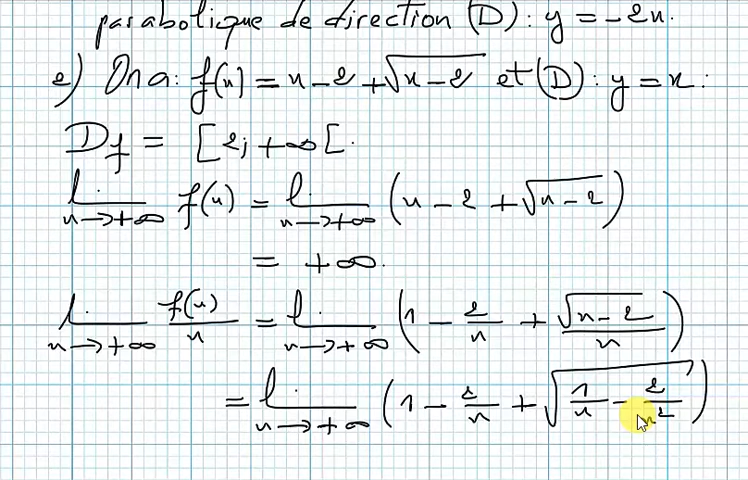 parabolique de direction (D): y = -2x.
e) On a: f(x) = x - 2 + √(x - 2) et (D): y = x:
Df = [2; +∞[.
lim x→+∞ f(x) = lim x→+∞ (x - 2 + √(x - 2))
= +∞.
lim x→+∞ f(x)/x = lim x→+∞ (1 - 2/x + √(x - 2)/x)
= lim x→+∞ (1 - 2/x + √(1/x - 2/x²))